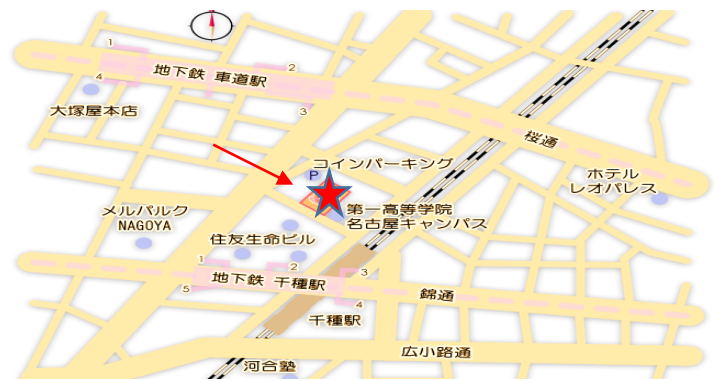 1
2
地下鉄 車道駅
4
大塚屋本店
3
桜通
コインパーキング
P
ホテル
レオパレス
第一高等学院
名古屋キャンパス
メルパルク
NAGOYA
住友生命ビル
1
2
3
地下鉄 千種駅
5
錦通
4
千種駅
広小路通
河合塾